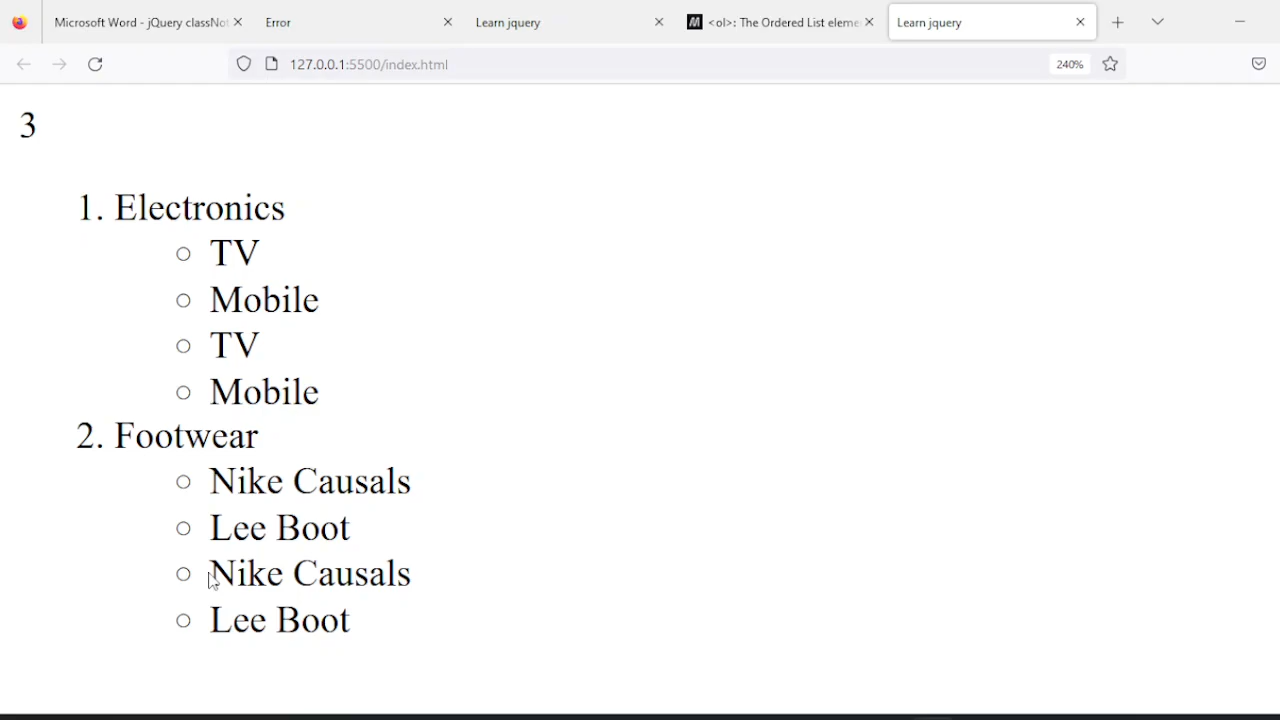 Microsoft Word - jQuery classNot
Error
Learn jquery
<ol>: The Ordered List eleme
Learn jquery
127.0.0.1:5500/index.html
240%
3
1. Electronics
TV
Mobile
TV
Mobile
2. Footwear
Nike Causals
Lee Boot
Nike Causals
Lee Boot